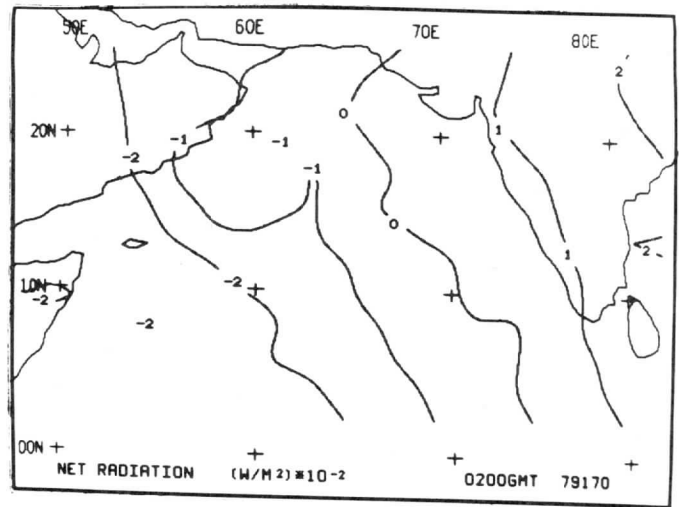 50E 60E 70E 80E
2
0
20N -1 -1 1
-2 -1
0
1 2
10N -2 -2
-2
00N
NET RADIATION (W/M²)*10⁻² 0200GMT 79170